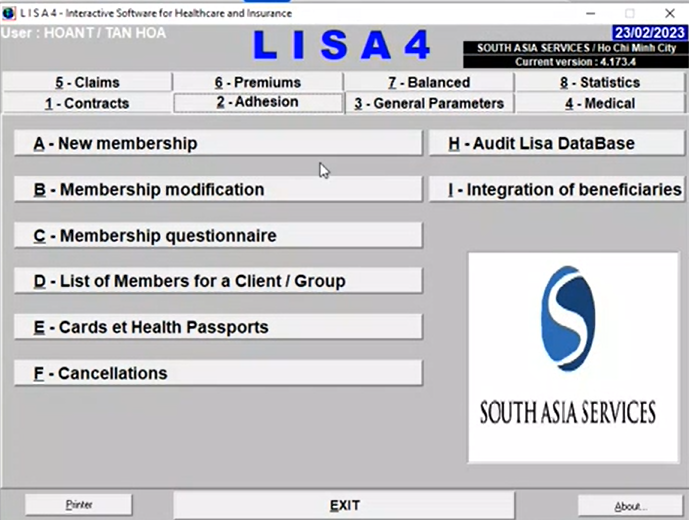 L I S A 4 - Interactive Software for Healthcare and Insurance
User : HOANT / TAN HOA
L I S A 4
23/02/2023
SOUTH ASIA SERVICES / Ho Chi Minh City
Current version : 4.173.4
5 - Claims
6 - Premiums
7 - Balanced
8 - Statistics
1 - Contracts
2 - Adhesion
3 - General Parameters
4 - Medical
A - New membership
H - Audit Lisa DataBase
B - Membership modification
I - Integration of beneficiaries
C - Membership questionnaire
D - List of Members for a Client / Group
E - Cards et Health Passports
F - Cancellations
SOUTH ASIA SERVICES
Printer
EXIT
About...